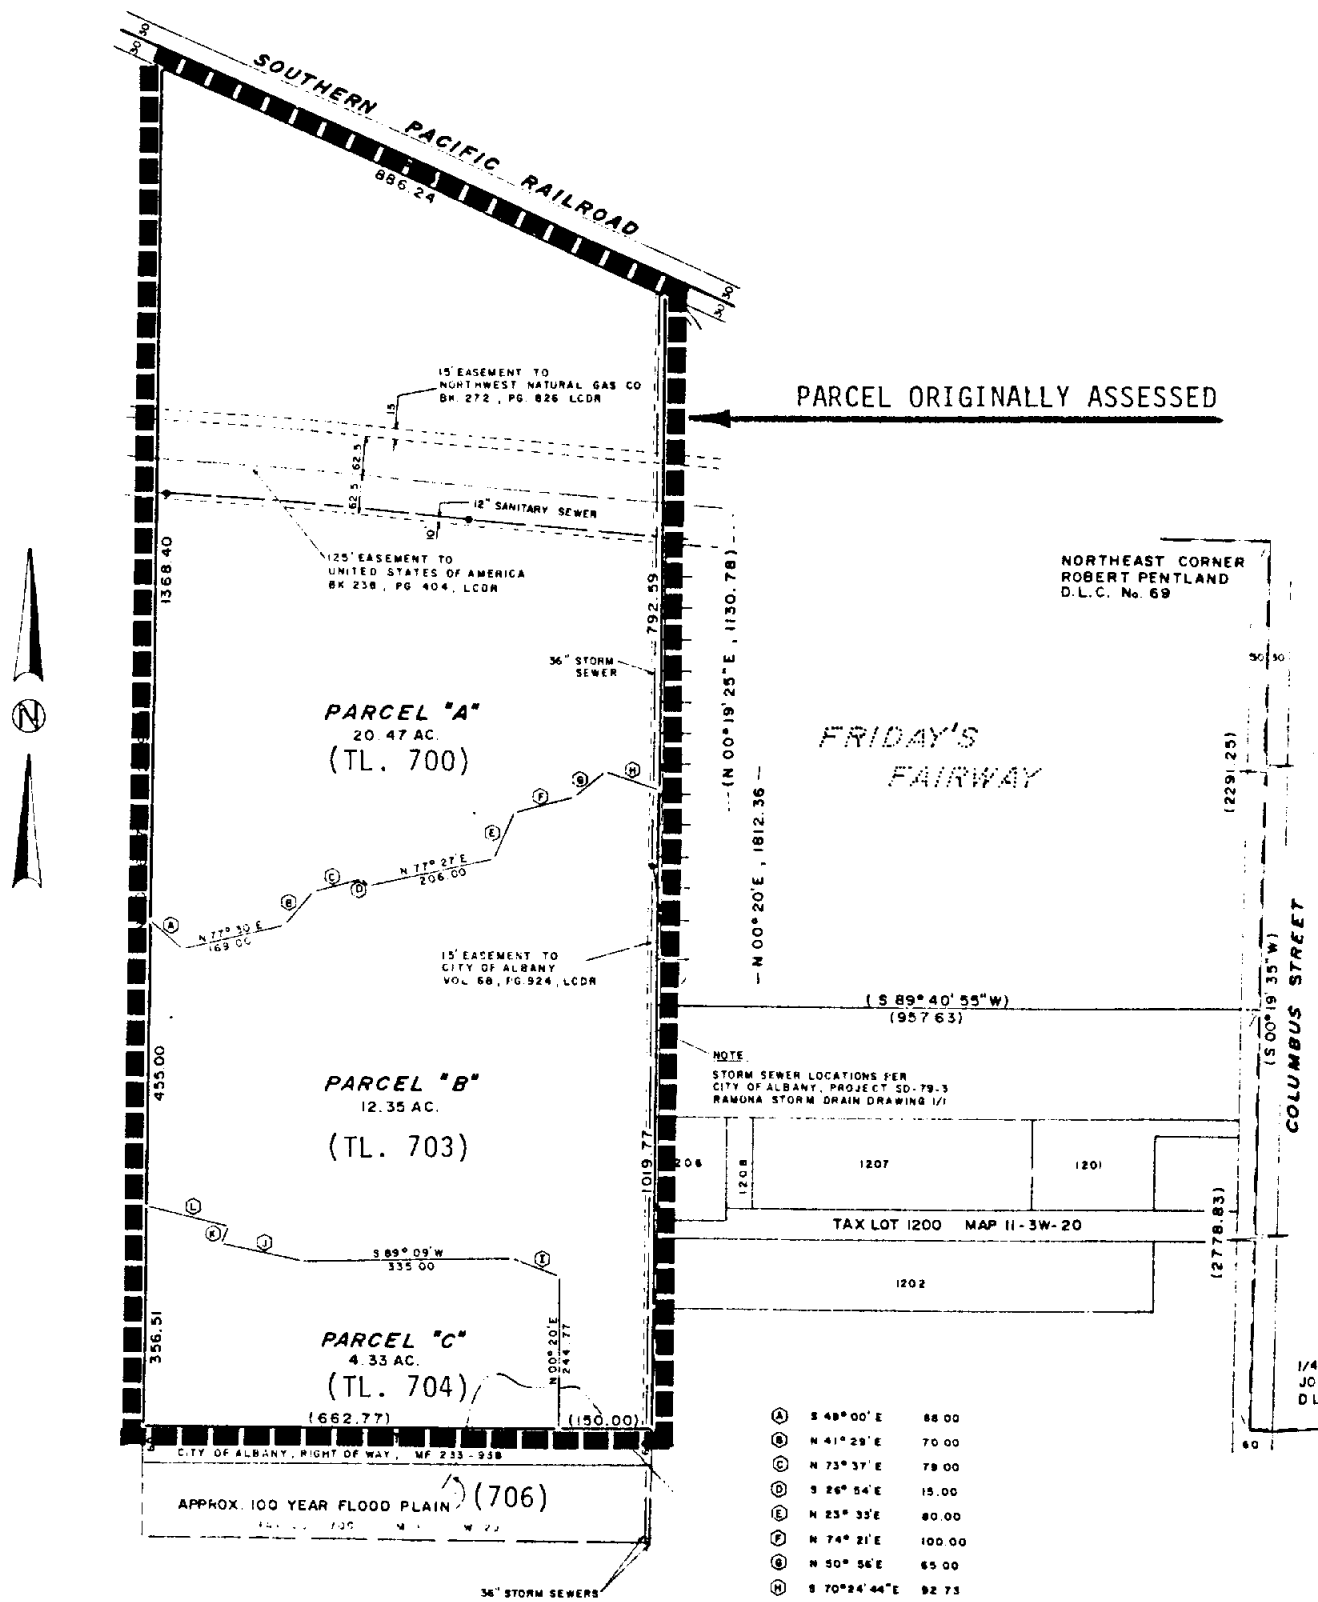 30
30
SOUTHERN PACIFIC RAILROAD
886.24
30
30
15' EASEMENT TO
NORTHWEST NATURAL GAS CO
BK. 272, PG. 826 LCDR
15
PARCEL ORIGINALLY ASSESSED
62.5
62.5
12" SANITARY SEWER
10
125' EASEMENT TO
UNITED STATES OF AMERICA
BK 238, PG 404, LCDR
1368.40
792.59
(N 00° 19' 25" E, 1130.78)
NORTHEAST CORNER
ROBERT PENTLAND
D.L.C. No. 69
36" STORM
SEWER
30
N
PARCEL "A"
20.47 AC.
(TL. 700)
FRIDAY'S
FAIRWAY
(2291.25)
N 00° 20' E, 1812.36
H
G
F
E
N 77° 27' E
206.00
C
D
B
A
N 77° 30' E
169.00
15' EASEMENT TO
CITY OF ALBANY
VOL 68, PG. 924, LCDR
(S 89° 40' 55" W)
(957.63)
(S 00° 19' 35" W)
COLUMBUS STREET
NOTE
STORM SEWER LOCATIONS PER
CITY OF ALBANY, PROJECT SD-79-3
RAMONA STORM DRAIN DRAWING 1/1
455.00
PARCEL "B"
12.35 AC.
(TL. 703)
1019.77
1208
1207
1201
TAX LOT 1200 MAP 11-3W-20
(2778.83)
1202
L
K
J
S 89° 09' W
335.00
I
356.51
PARCEL "C"
4.33 AC.
(TL. 704)
N 00° 20' E
244.77
(662.77)
(150.00)
1/4
JO
DL
60
CITY OF ALBANY, RIGHT OF WAY, MF 233-938
APPROX. 100 YEAR FLOOD PLAIN
(706)
36" STORM SEWERS
A S 48° 00' E 88.00
B N 41° 29' E 70.00
C N 73° 37' E 79.00
D S 26° 54' E 15.00
E N 23° 33' E 80.00
F N 74° 21' E 100.00
G N 50° 56' E 65.00
H S 70° 24' 44" E 92.73